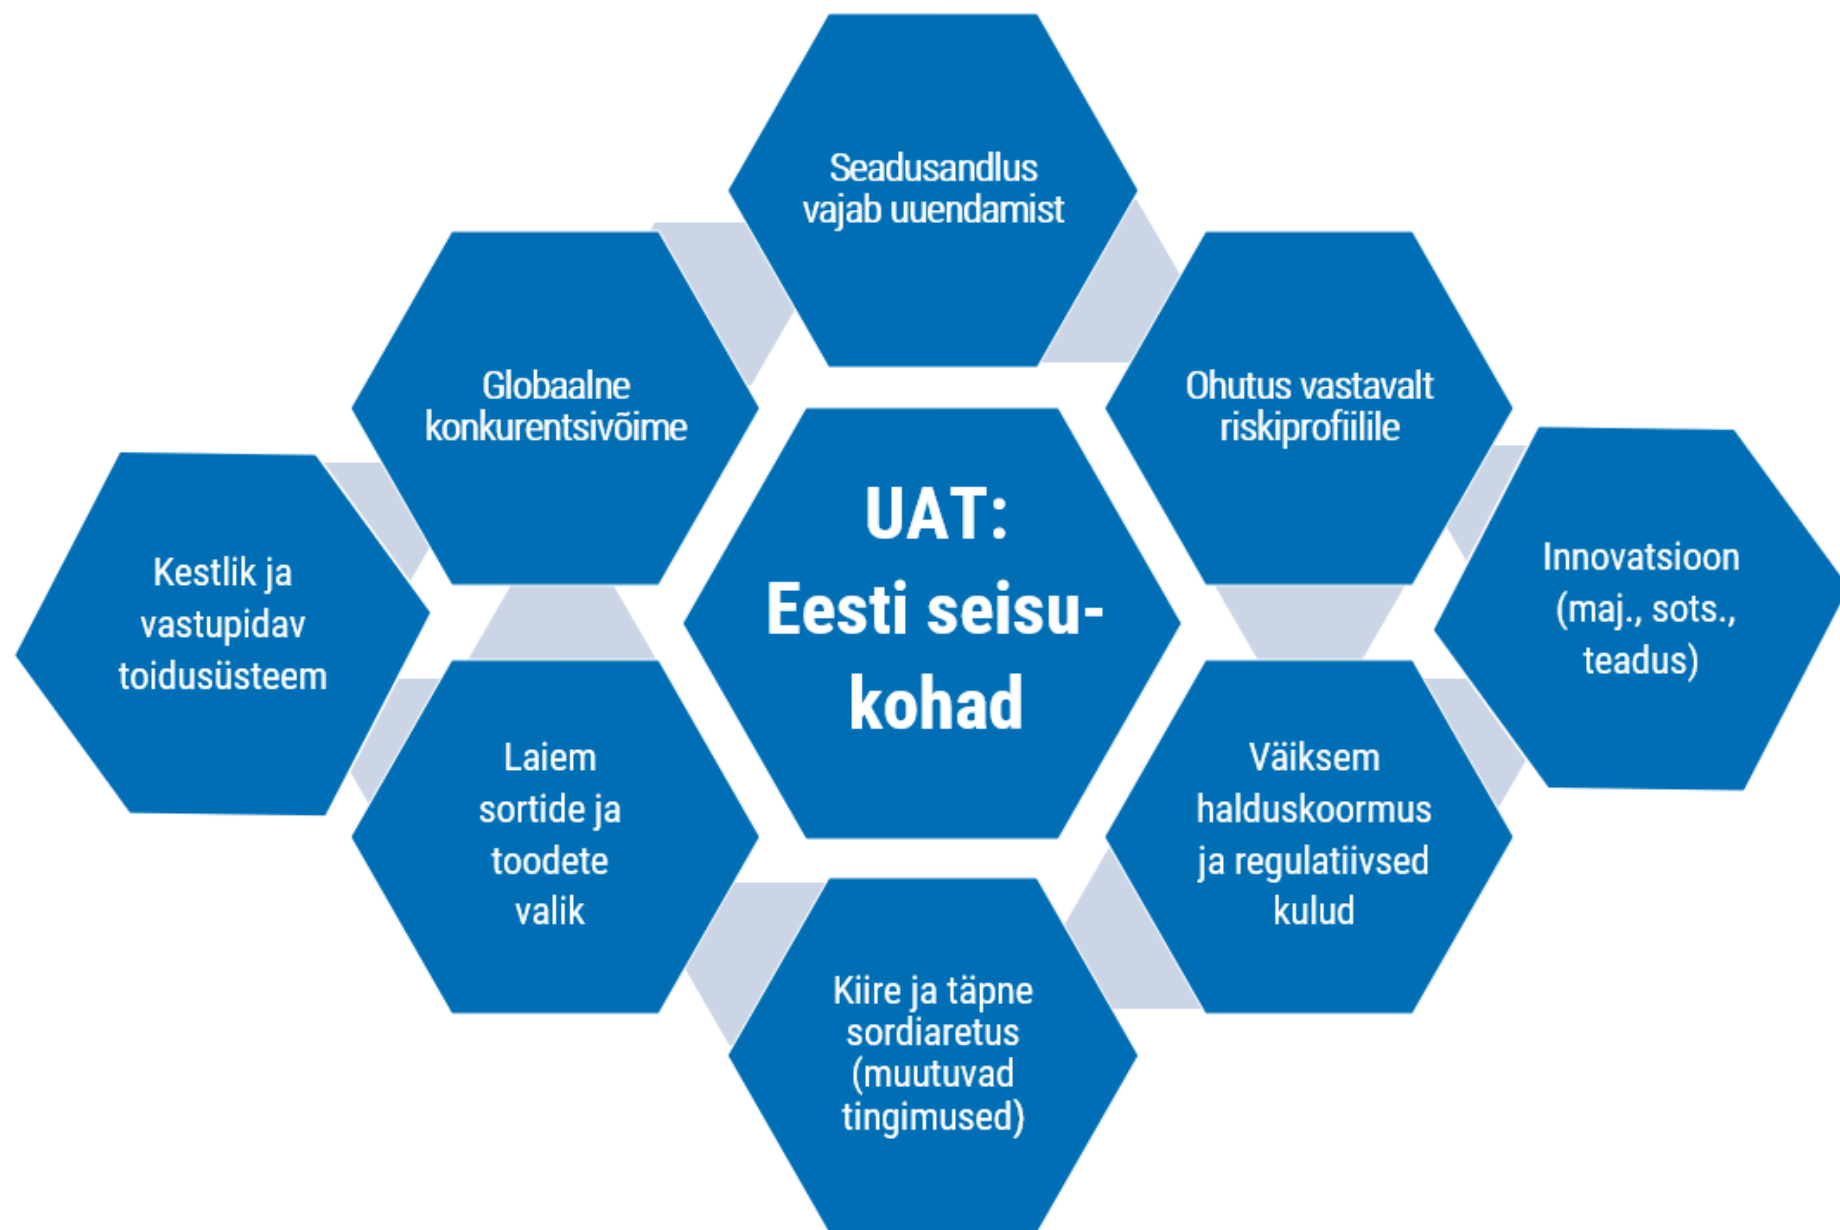 Seadusandlus
vajab uuendamist
Globaalne
konkurentsivõime
Ohutus vastavalt
riskiprofiilile
Kestlik ja
vastupidav
toidusüsteem
UAT:
Eesti seisu-
kohad
Innovatsioon
(maj., sots.,
teadus)
Laiem
sortide ja
toodete
valik
Väiksem
halduskoormus
ja regulatiivsed
kulud
Kiire ja täpne
sordiaretus
(muutuvad
tingimused)